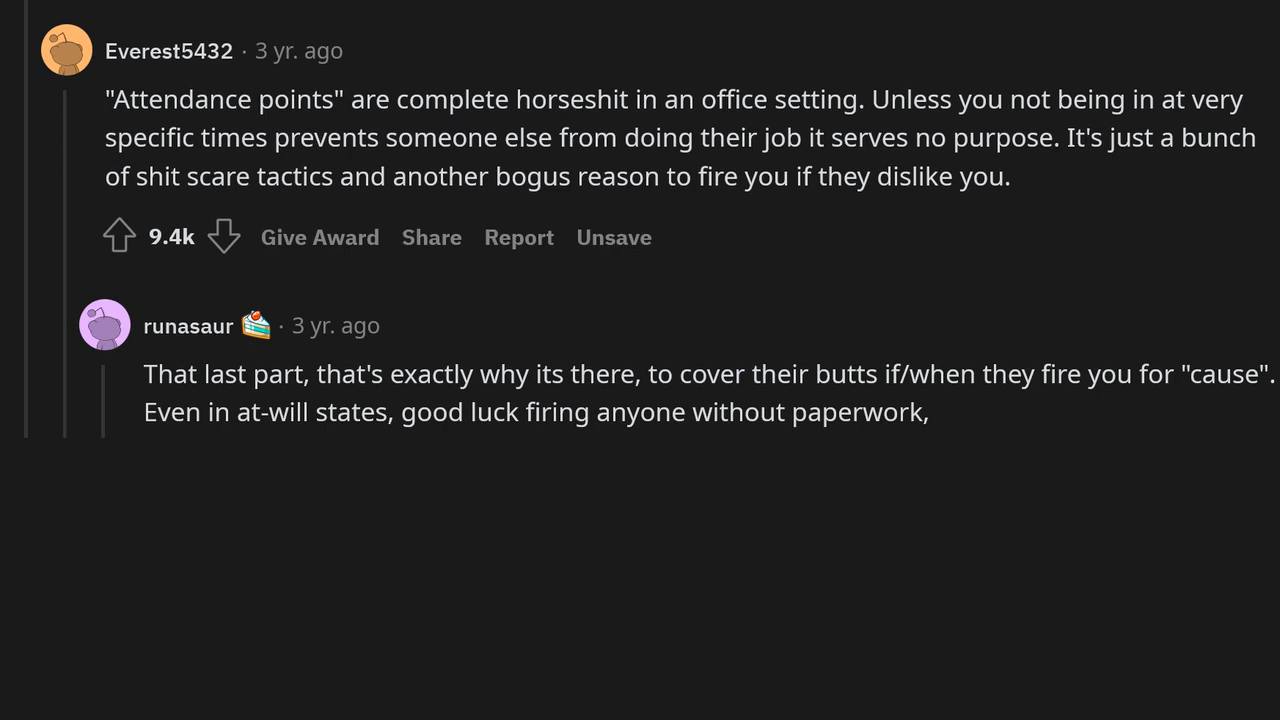 Everest5432 · 3 yr. ago
"Attendance points" are complete horseshit in an office setting. Unless you not being in at very
specific times prevents someone else from doing their job it serves no purpose. It's just a bunch
of shit scare tactics and another bogus reason to fire you if they dislike you.
9.4k Give Award Share Report Unsave
runasaur · 3 yr. ago
That last part, that's exactly why its there, to cover their butts if/when they fire you for "cause".
Even in at-will states, good luck firing anyone without paperwork,